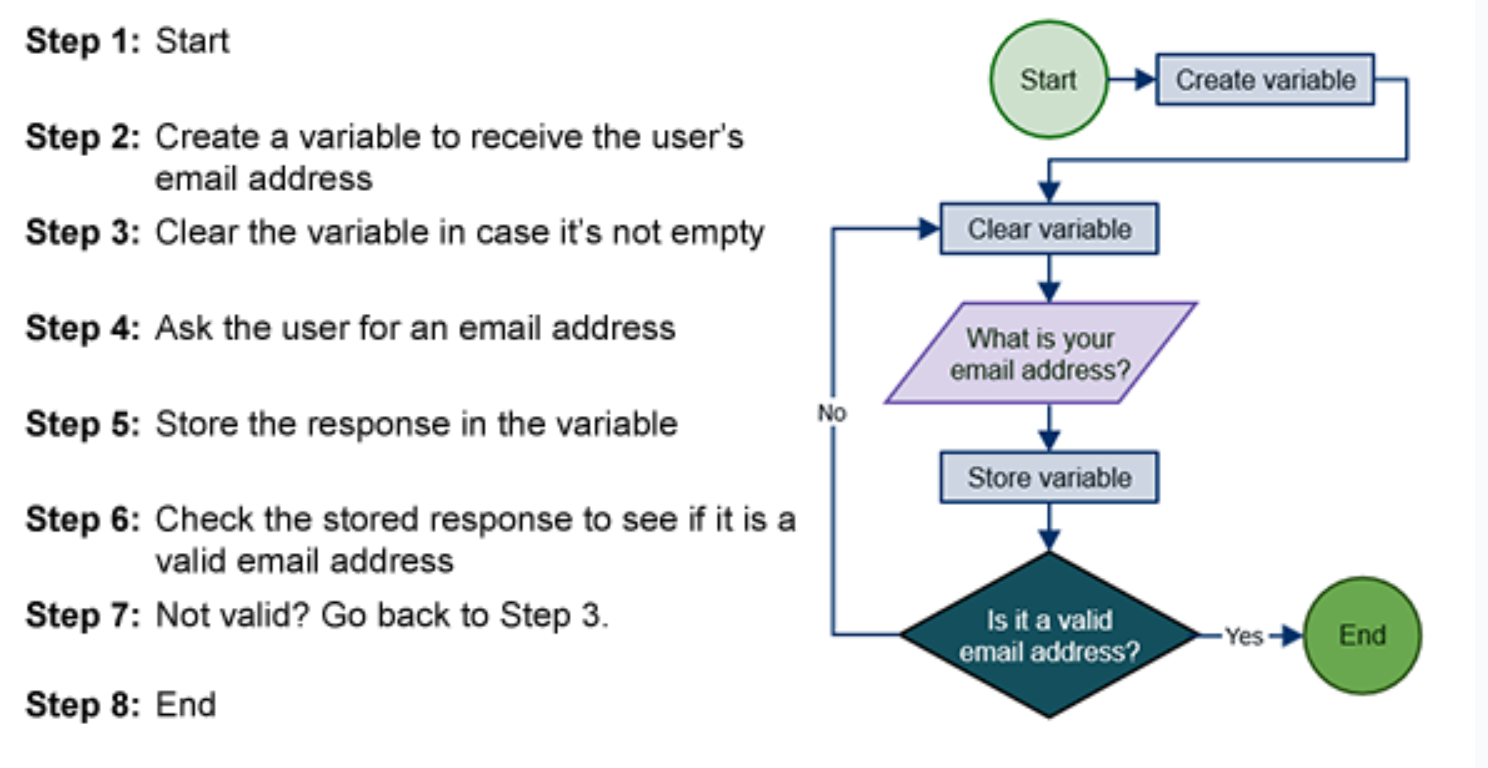 Step 1: Start
Step 2: Create a variable to receive the user's
email address
Step 3: Clear the variable in case it's not empty
Step 4: Ask the user for an email address
Step 5: Store the response in the variable
Step 6: Check the stored response to see if it is a
valid email address
Step 7: Not valid? Go back to Step 3.
Step 8: End
Start
Create variable
Clear variable
What is your
email address?
No
Store variable
Is it a valid
email address?
Yes
End